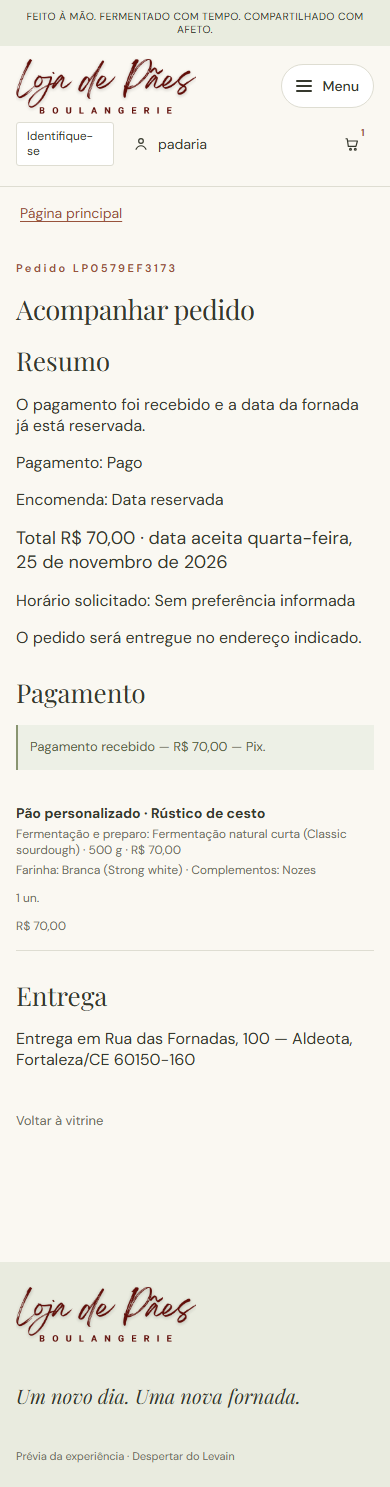 FEITO À MÃO. FERMENTADO COM TEMPO. COMPARTILHADO COM
AFETO.
Loja de Pães
BOULANGERIE
Menu
Identifique-
se
padaria
1
Página principal
Pedido LP0579EF3173
Acompanhar pedido
Resumo
O pagamento foi recebido e a data da fornada
já está reservada.
Pagamento: Pago
Encomenda: Data reservada
Total R$ 70,00 · data aceita quarta-feira,
25 de novembro de 2026
Horário solicitado: Sem preferência informada
O pedido será entregue no endereço indicado.
Pagamento
Pagamento recebido — R$ 70,00 — Pix.
Pão personalizado · Rústico de cesto
Fermentação e preparo: Fermentação natural curta (Classic
sourdough) · 500 g · R$ 70,00
Farinha: Branca (Strong white) · Complementos: Nozes
1 un.
R$ 70,00
Entrega
Entrega em Rua das Fornadas, 100 — Aldeota,
Fortaleza/CE 60150-160
Voltar à vitrine
Loja de Pães
BOULANGERIE
Um novo dia. Uma nova fornada.
Prévia da experiência · Despertar do Levain